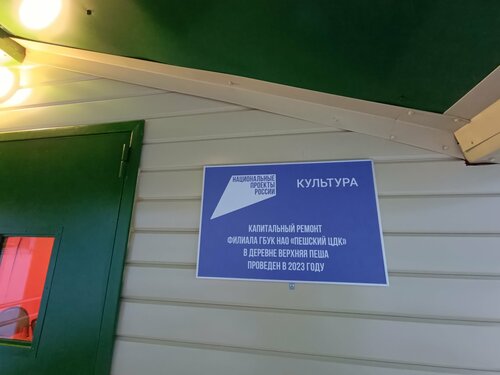 НАЦИОНАЛЬНЫЕ
ПРОЕКТЫ
РОССИИ
КУЛЬТУРА
КАПИТАЛЬНЫЙ РЕМОНТ
ФИЛИАЛА ГБУК НАО «ПЕШСКИЙ ЦДК»
В ДЕРЕВНЕ ВЕРХНЯЯ ПЕША
ПРОВЕДЕН В 2023 ГОДУ